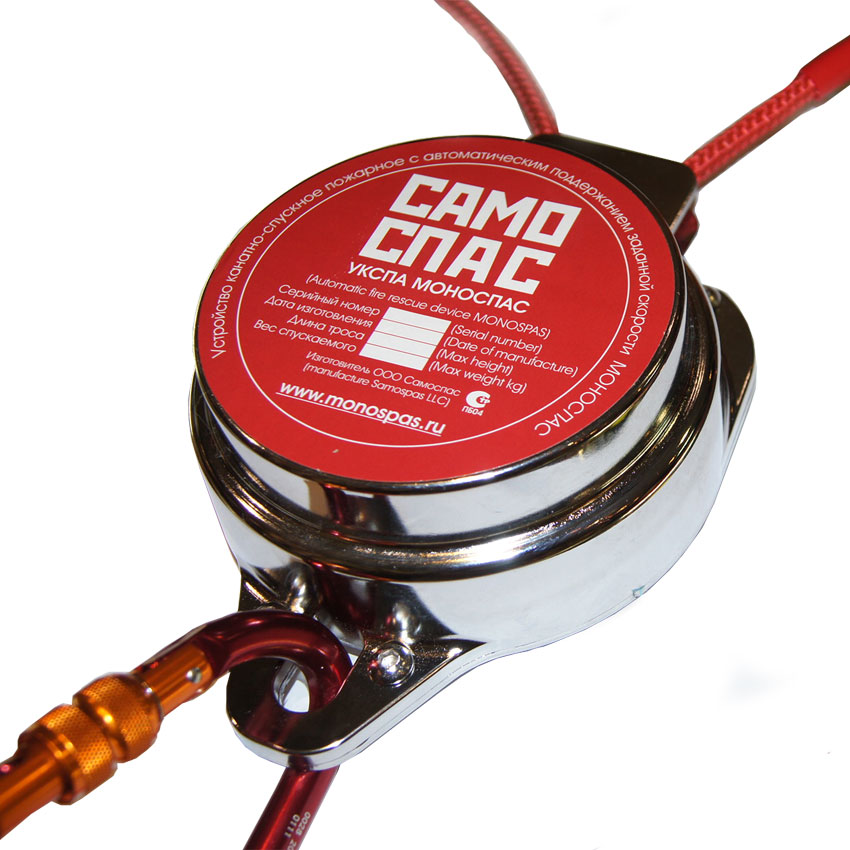 Устройство канатно-спускное пожарное с автоматическим поддержанием заданной скорости МОНОСПАС
САМО
СПАС
УКСПА МОНОСПАС
(Automatic fire rescue device MONOSPAS)
Серийный номер (Serial number)
Дата изготовления (Date of manufacture)
Длина троса (Max height)
Вес спускаемого (Max weight kg)
Изготовитель ООО Самоспас
(manufacture Samospas LLC)
ПБ04
www.monospas.ru
0028
0111